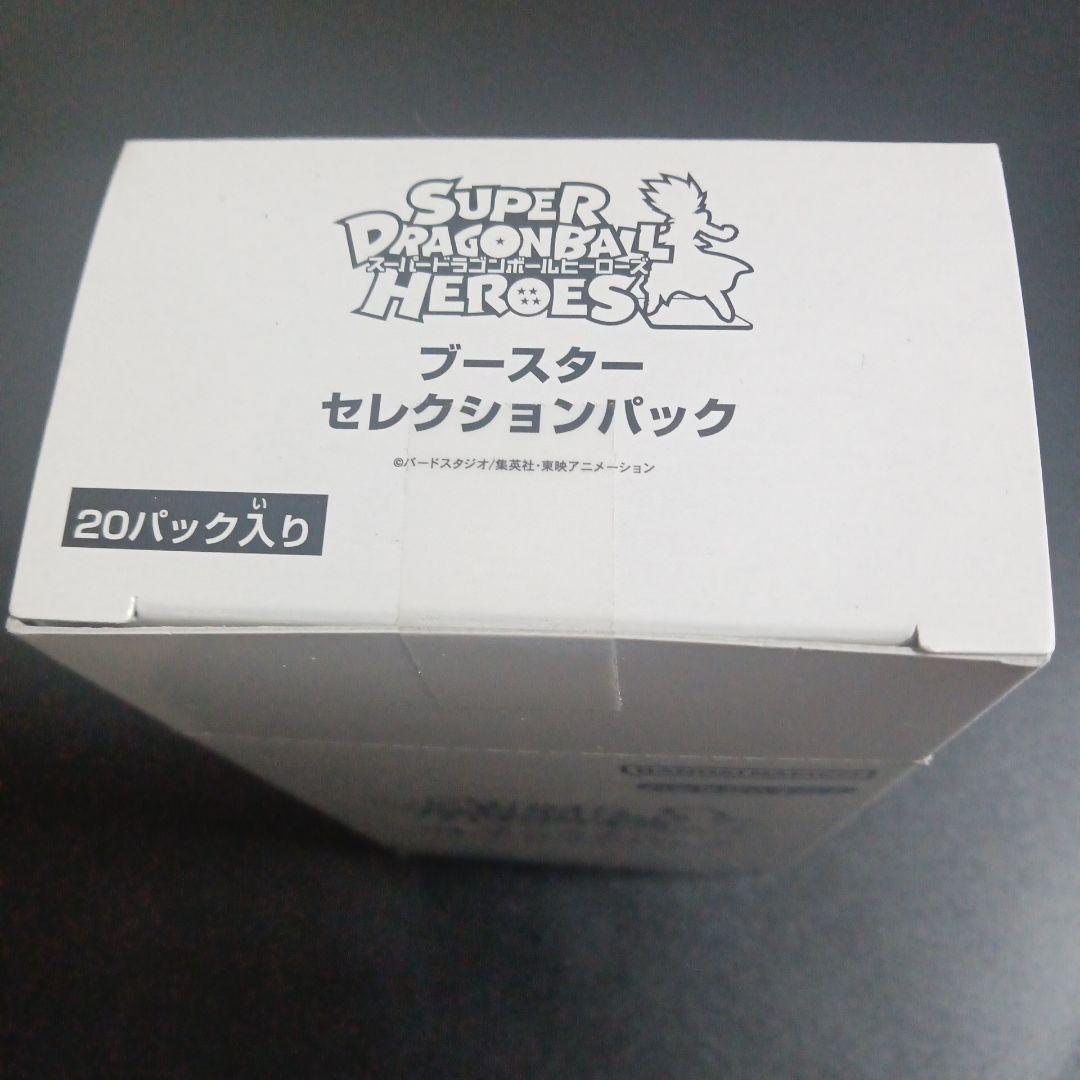 SUPER
DRAGONBALL
スーパードラゴンボールヒーローズ
HEROES
ブースター
セレクションパック
©バードスタジオ/集英社・東映アニメーション
い
20パック入り